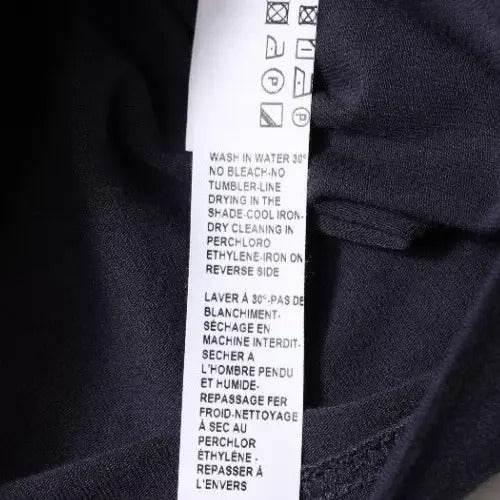 P
P
WASH IN WATER 30°
NO BLEACH-NO
TUMBLER-LINE
DRYING IN THE
SHADE-COOL IRON-
DRY CLEANING IN
PERCHLORO
ETHYLENE-IRON ON
REVERSE SIDE
LAVER À 30°-PAS DE
BLANCHIMENT-
SÉCHAGE EN
MACHINE INTERDIT-
SECHER A
L'HOMBRE PENDU
ET HUMIDE-
REPASSAGE FER
FROID-NETTOYAGE
À SEC AU
PERCHLOR
ÉTHYLÈNE -
REPASSER À
L'ENVERS